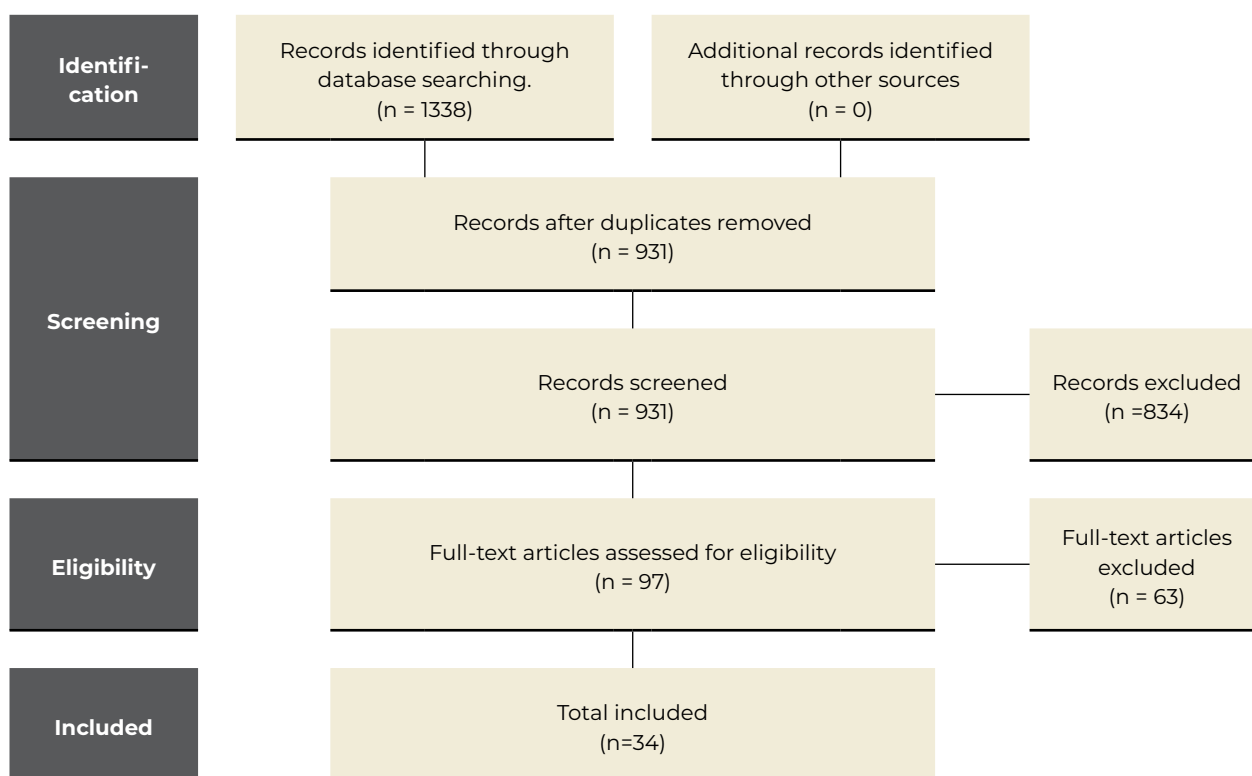 Identifi-
cation
Records identified through
database searching.
(n = 1338)
Additional records identified
through other sources
(n = 0)
Screening
Records after duplicates removed
(n = 931)
Records screened
(n = 931)
Records excluded
(n =834)
Eligibility
Full-text articles assessed for eligibility
(n = 97)
Full-text articles
excluded
(n = 63)
Included
Total included
(n=34)